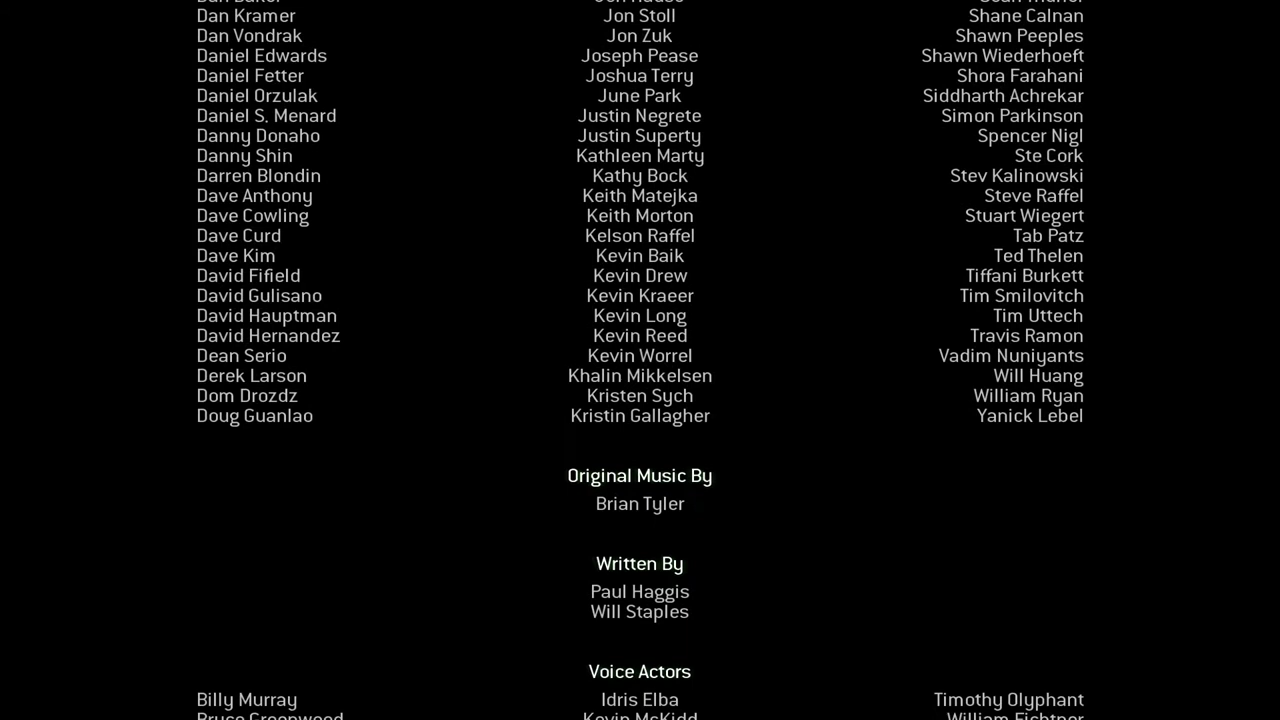 Dan Kramer
Dan Vondrak
Daniel Edwards
Daniel Fetter
Daniel Orzulak
Daniel S. Menard
Danny Donaho
Danny Shin
Darren Blondin
Dave Anthony
Dave Cowling
Dave Curd
Dave Kim
David Fifield
David Gulisano
David Hauptman
David Hernandez
Dean Serio
Derek Larson
Dom Drozdz
Doug Guanlao
Jon Stoll
Jon Zuk
Joseph Pease
Joshua Terry
June Park
Justin Negrete
Justin Superty
Kathleen Marty
Kathy Bock
Keith Matejka
Keith Morton
Kelson Raffel
Kevin Baik
Kevin Drew
Kevin Kraeer
Kevin Long
Kevin Reed
Kevin Worrel
Khalin Mikkelsen
Kristen Sych
Kristin Gallagher
Shane Calnan
Shawn Peeples
Shawn Wiederhoeft
Shora Farahani
Siddharth Achrekar
Simon Parkinson
Spencer Nigl
Ste Cork
Stev Kalinowski
Steve Raffel
Stuart Wiegert
Tab Patz
Ted Thelen
Tiffani Burkett
Tim Smilovitch
Tim Uttech
Travis Ramon
Vadim Nuniyants
Will Huang
William Ryan
Yanick Lebel
Original Music By
Brian Tyler
Written By
Paul Haggis
Will Staples
Voice Actors
Billy Murray
Idris Elba
Timothy Olyphant